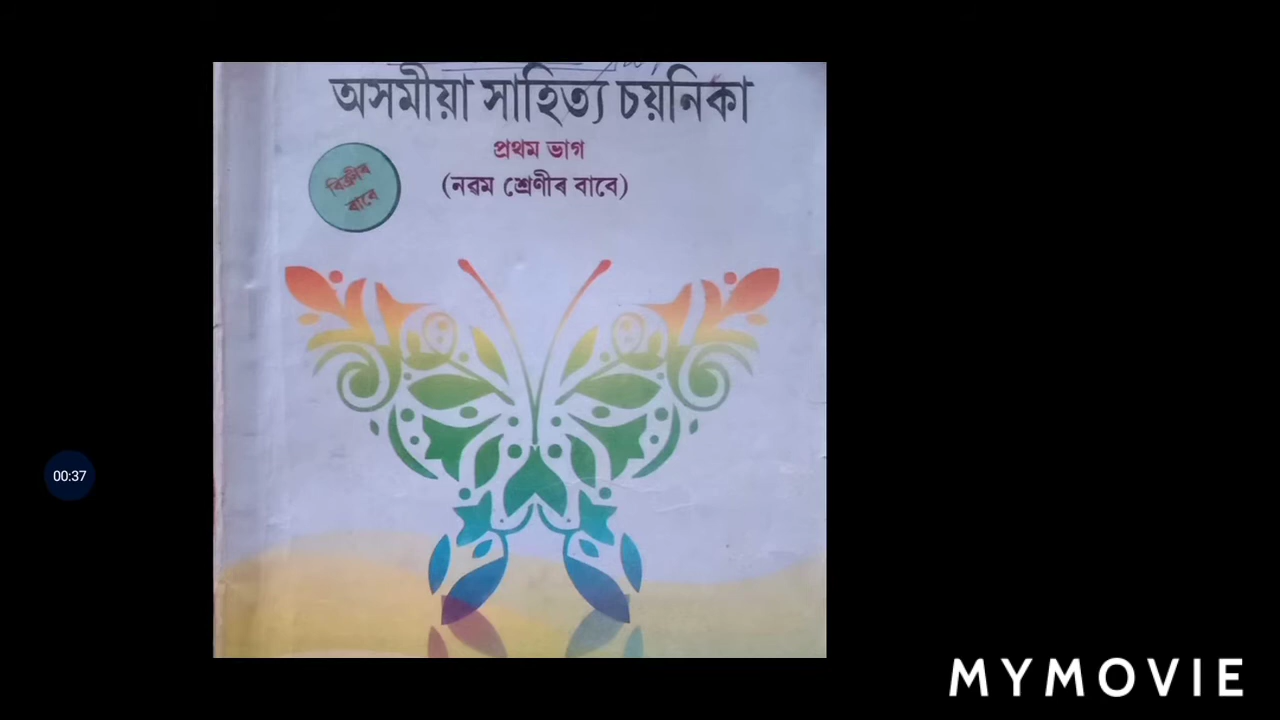 অসমীয়া সাহিত্য চয়নিকা
প্ৰথম ভাগ
(নৱম শ্ৰেণীৰ বাবে)
বিক্ৰীৰ
বাবে
00:37
MYMOVIE